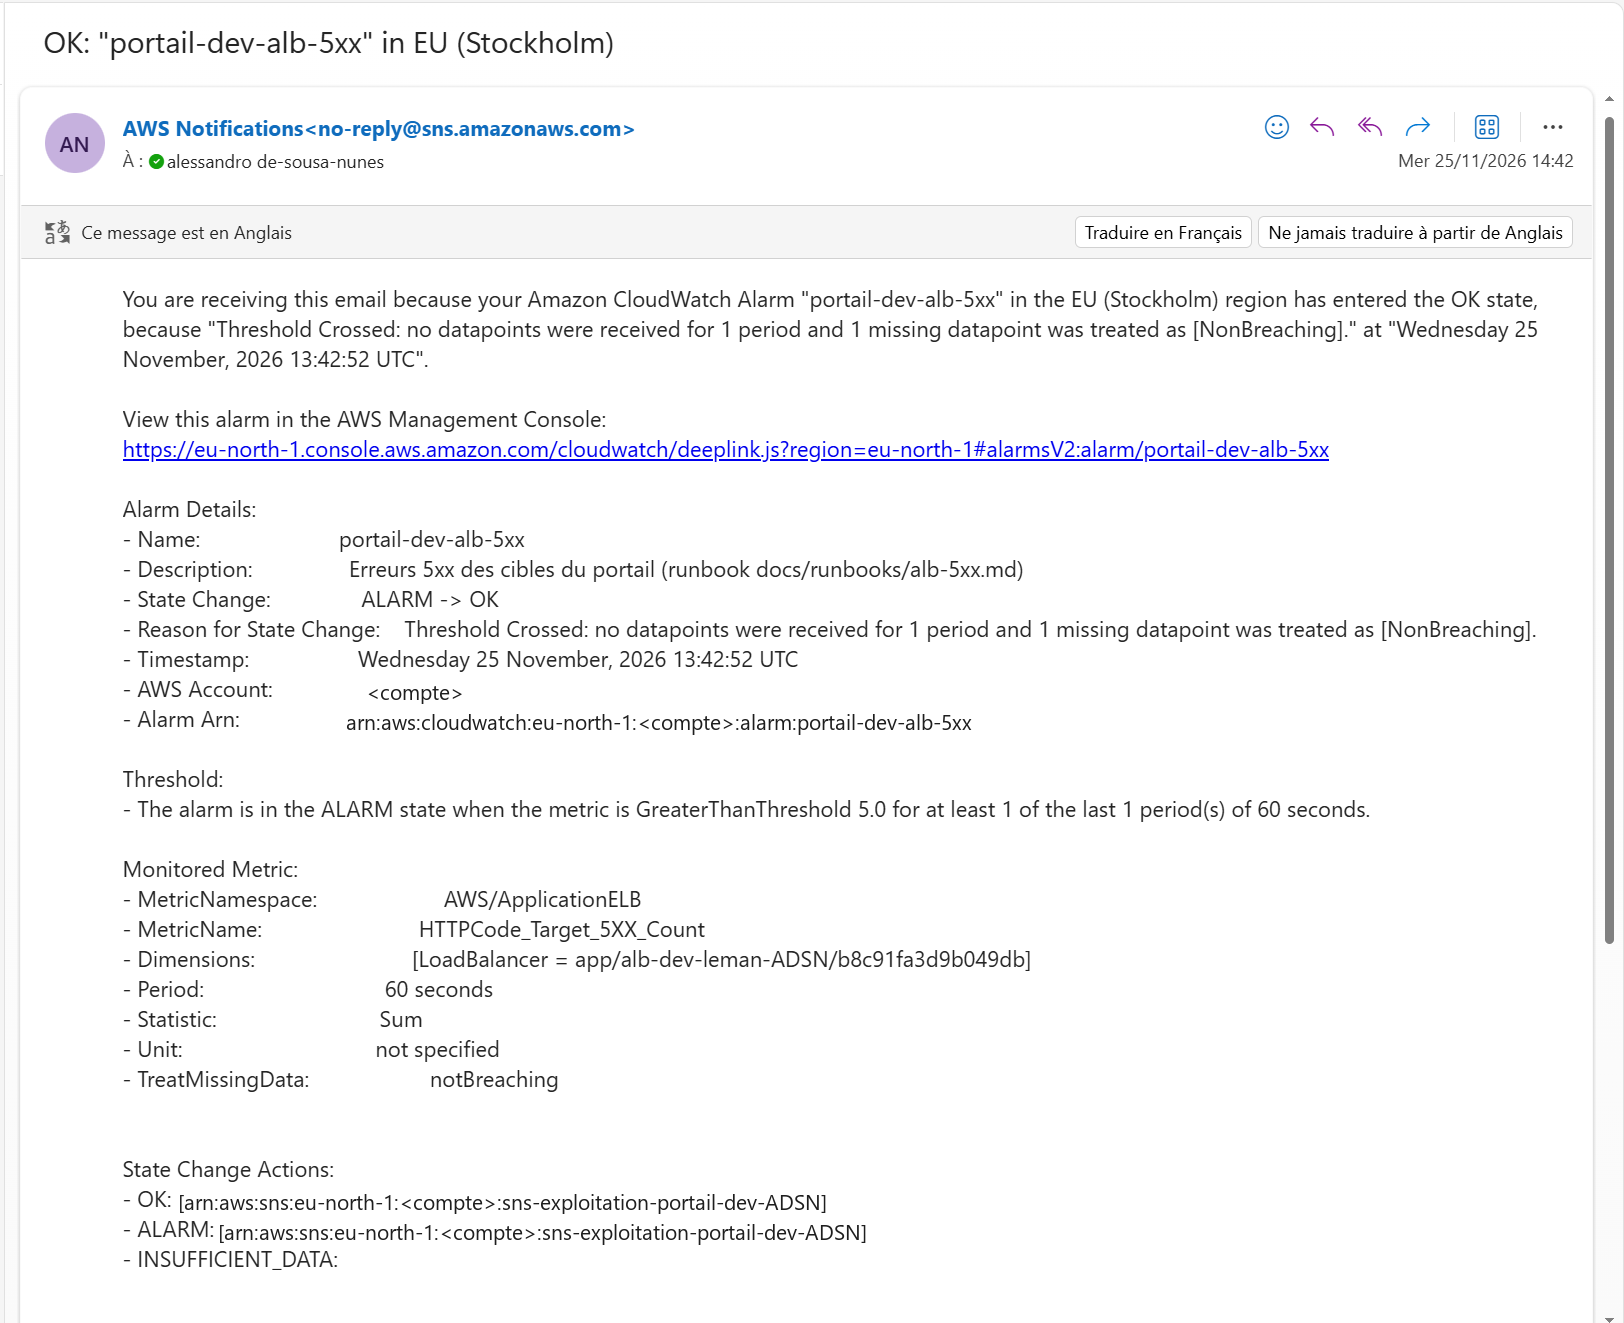 OK: "portail-dev-alb-5xx" in EU (Stockholm)
AN
AWS Notifications<no-reply@sns.amazonaws.com>
À : alessandro de-sousa-nunes
Mer 25/11/2026 14:42
Ce message est en Anglais
Traduire en Français
Ne jamais traduire à partir de Anglais
You are receiving this email because your Amazon CloudWatch Alarm "portail-dev-alb-5xx" in the EU (Stockholm) region has entered the OK state,
because "Threshold Crossed: no datapoints were received for 1 period and 1 missing datapoint was treated as [NonBreaching]." at "Wednesday 25
November, 2026 13:42:52 UTC".
View this alarm in the AWS Management Console:
https://eu-north-1.console.aws.amazon.com/cloudwatch/deeplink.js?region=eu-north-1#alarmsV2:alarm/portail-dev-alb-5xx
Alarm Details:
- Name: portail-dev-alb-5xx
- Description: Erreurs 5xx des cibles du portail (runbook docs/runbooks/alb-5xx.md)
- State Change: ALARM -> OK
- Reason for State Change: Threshold Crossed: no datapoints were received for 1 period and 1 missing datapoint was treated as [NonBreaching].
- Timestamp: Wednesday 25 November, 2026 13:42:52 UTC
- AWS Account: <compte>
- Alarm Arn: arn:aws:cloudwatch:eu-north-1:<compte>:alarm:portail-dev-alb-5xx
Threshold:
- The alarm is in the ALARM state when the metric is GreaterThanThreshold 5.0 for at least 1 of the last 1 period(s) of 60 seconds.
Monitored Metric:
- MetricNamespace: AWS/ApplicationELB
- MetricName: HTTPCode_Target_5XX_Count
- Dimensions: [LoadBalancer = app/alb-dev-leman-ADSN/b8c91fa3d9b049db]
- Period: 60 seconds
- Statistic: Sum
- Unit: not specified
- TreatMissingData: notBreaching
State Change Actions:
- OK: [arn:aws:sns:eu-north-1:<compte>:sns-exploitation-portail-dev-ADSN]
- ALARM: [arn:aws:sns:eu-north-1:<compte>:sns-exploitation-portail-dev-ADSN]
- INSUFFICIENT_DATA: